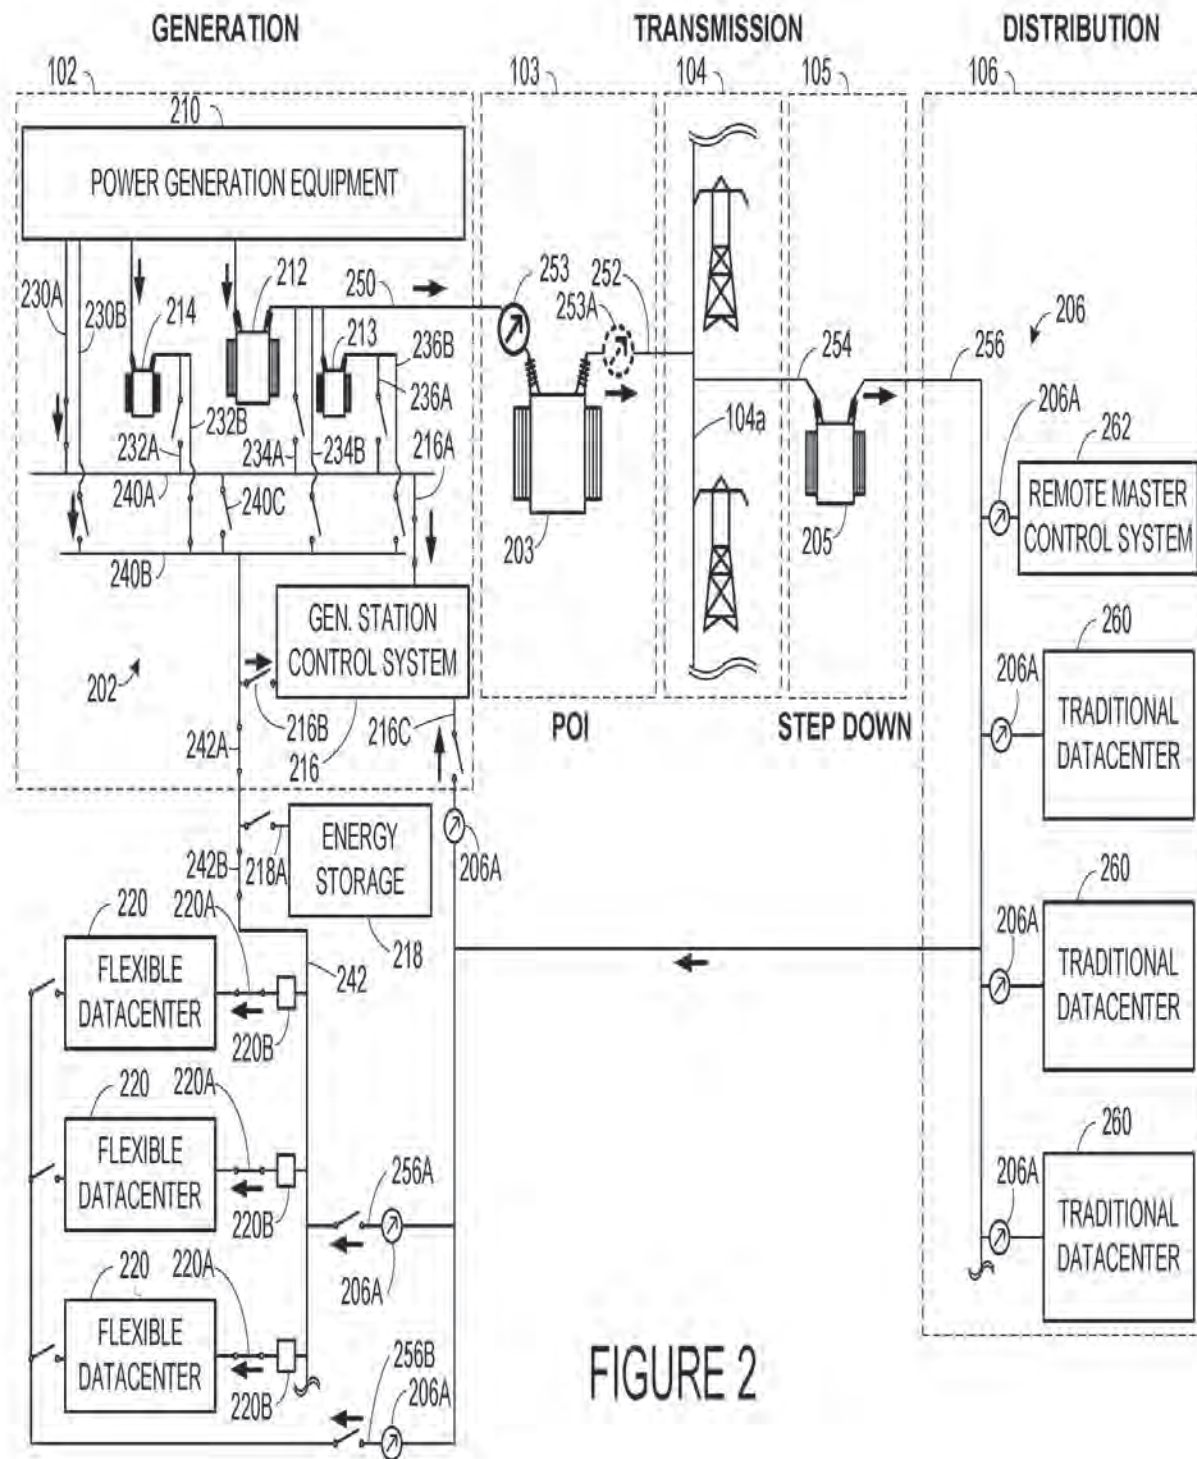 GENERATION
TRANSMISSION
DISTRIBUTION
102
103
104
105
106
210
POWER GENERATION EQUIPMENT
230A
230B
214
212
250
213
236B
236A
253
252
253A
254
256
206
206A
262
REMOTE MASTER
CONTROL SYSTEM
232A
232B
234A
234B
216A
104a
240A
240C
203
205
240B
GEN. STATION
CONTROL SYSTEM
202
216B
216C
216
242A
POI
STEP DOWN
260
206A
TRADITIONAL
DATACENTER
242B
218A
ENERGY
STORAGE
206A
218
260
206A
TRADITIONAL
DATACENTER
220
220A
FLEXIBLE
DATACENTER
242
220B
220
220A
FLEXIBLE
DATACENTER
220B
256A
206A
260
206A
TRADITIONAL
DATACENTER
220
220A
FLEXIBLE
DATACENTER
220B
256B
206A
FIGURE 2